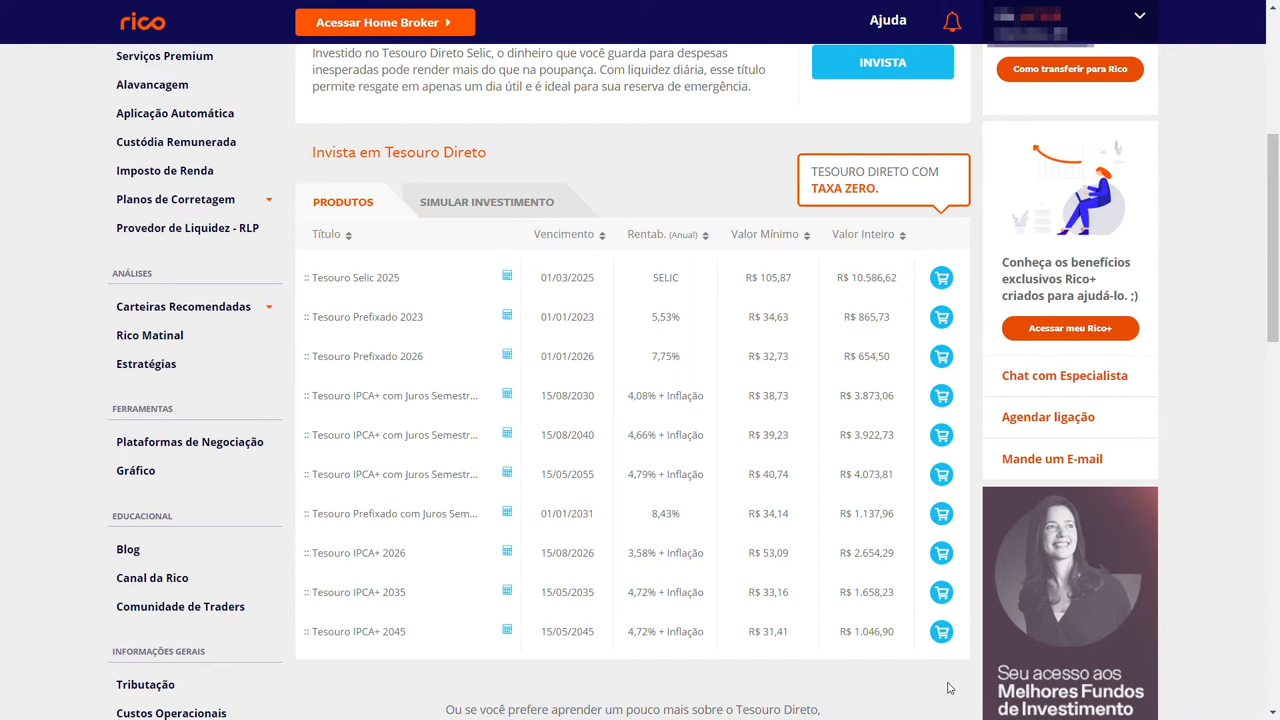 rico
Acessar Home Broker
Ajuda
Serviços Premium
Alavancagem
Aplicação Automática
Custódia Remunerada
Imposto de Renda
Planos de Corretagem
Provedor de Liquidez - RLP
ANÁLISES
Carteiras Recomendadas
Rico Matinal
Estratégias
FERRAMENTAS
Plataformas de Negociação
Gráfico
EDUCACIONAL
Blog
Canal da Rico
Comunidade de Traders
INFORMAÇÕES GERAIS
Tributação
Custos Operacionais
Investido no Tesouro Direto Selic, o dinheiro que você guarda para despesas
inesperadas pode render mais do que na poupança. Com liquidez diária, esse título
permite resgate em apenas um dia útil e é ideal para sua reserva de emergência.
INVISTA
Invista em Tesouro Direto
TESOURO DIRETO COM
TAXA ZERO.
PRODUTOS SIMULAR INVESTIMENTO
Título Vencimento Rentab. (Anual) Valor Mínimo Valor Inteiro
:: Tesouro Selic 2025 01/03/2025 SELIC R$ 105,87 R$ 10.586,62
:: Tesouro Prefixado 2023 01/01/2023 5,53% R$ 34,63 R$ 865,73
:: Tesouro Prefixado 2026 01/01/2026 7,75% R$ 32,73 R$ 654,50
:: Tesouro IPCA+ com Juros Semestr... 15/08/2030 4,08% + Inflação R$ 38,73 R$ 3.873,06
:: Tesouro IPCA+ com Juros Semestr... 15/08/2040 4,66% + Inflação R$ 39,23 R$ 3.922,73
:: Tesouro IPCA+ com Juros Semestr... 15/05/2055 4,79% + Inflação R$ 40,74 R$ 4.073,81
:: Tesouro Prefixado com Juros Sem... 01/01/2031 8,43% R$ 34,14 R$ 1.137,96
:: Tesouro IPCA+ 2026 15/08/2026 3,58% + Inflação R$ 53,09 R$ 2.654,29
:: Tesouro IPCA+ 2035 15/05/2035 4,72% + Inflação R$ 33,16 R$ 1.658,23
:: Tesouro IPCA+ 2045 15/05/2045 4,72% + Inflação R$ 31,41 R$ 1.046,90
Ou se você prefere aprender um pouco mais sobre o Tesouro Direto,
Como transferir para Rico
Conheça os benefícios
exclusivos Rico+
criados para ajudá-lo. ;)
Acessar meu Rico+
Chat com Especialista
Agendar ligação
Mande um E-mail
Seu acesso aos
Melhores Fundos
de Investimento